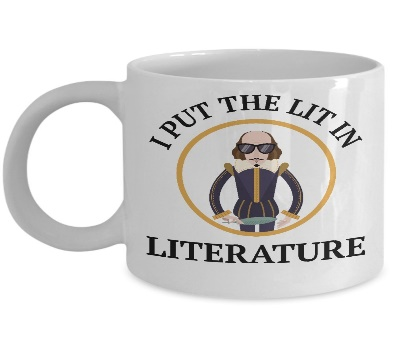 I PUT THE LIT IN
LITERATURE